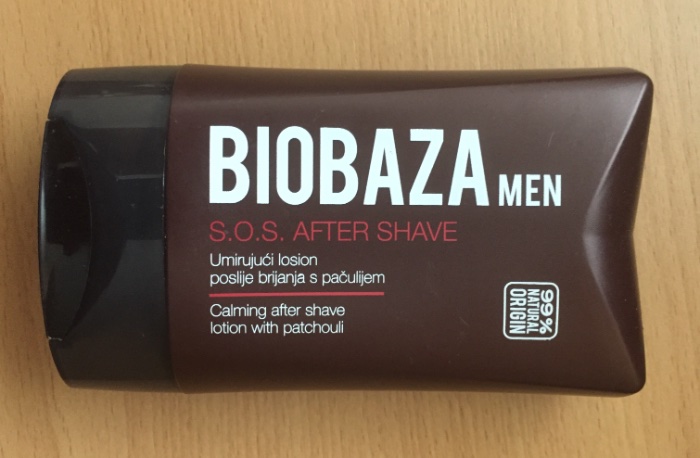 BIOBAZA MEN
S.O.S. AFTER SHAVE
Umirujući losion
poslije brijanja s pačulijem
Calming after shave
lotion with patchouli
99%
NATURAL
ORIGIN